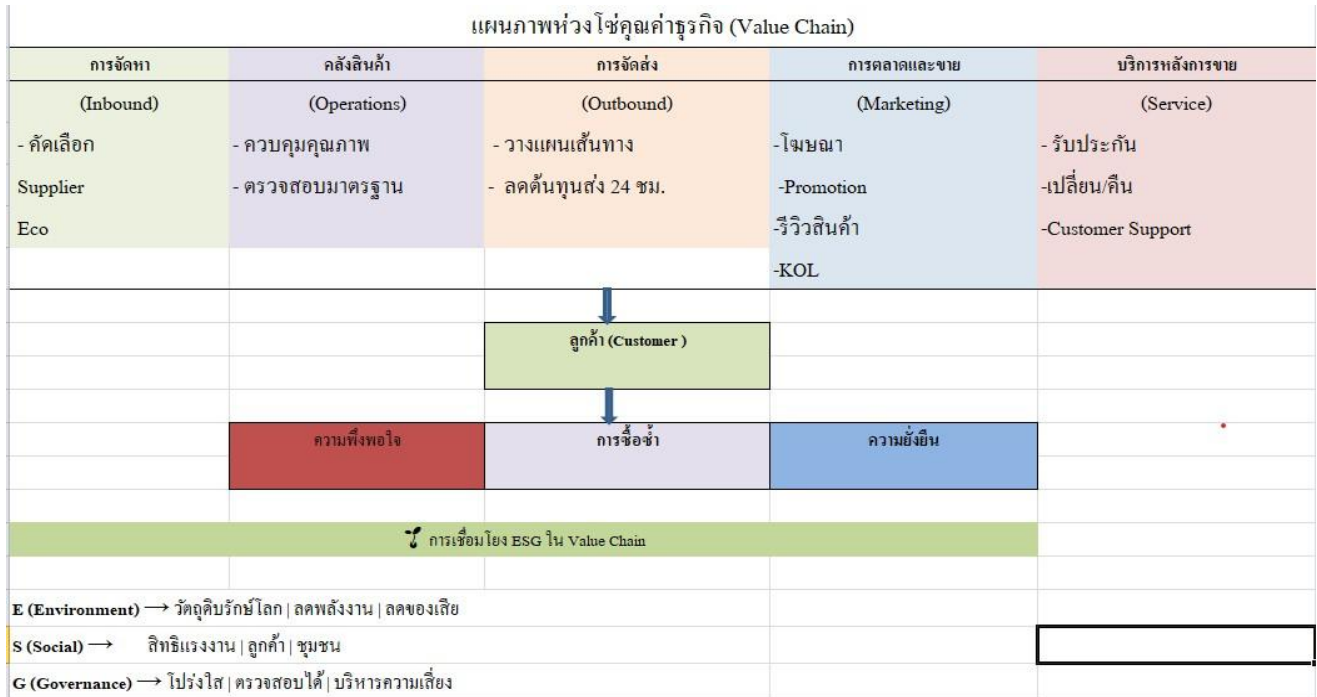 แผนภาพห่วงโซ่คุณค่าธุรกิจ (Value Chain)
การจัดหา คลังสินค้า การจัดส่ง การตลาดและขาย บริการหลังการขาย
(Inbound) (Operations) (Outbound) (Marketing) (Service)
- คัดเลือก - ควบคุมคุณภาพ - วางแผนเส้นทาง -โฆษณา - รับประกัน
Supplier - ตรวจสอบมาตรฐาน - ลดต้นทุนส่ง 24 ชม. -Promotion -เปลี่ยน/คืน
Eco -รีวิวสินค้า -Customer Support
-KOL
ลูกค้า (Customer )
ความพึงพอใจ การซื้อซ้ำ ความยั่งยืน
การเชื่อมโยง ESG ใน Value Chain
E (Environment) → วัตถุดิบรักษ์โลก | ลดพลังงาน | ลดของเสีย
S (Social) → สิทธิแรงงาน | ลูกค้า | ชุมชน
G (Governance) → โปร่งใส | ตรวจสอบได้ | บริหารความเสี่ยง